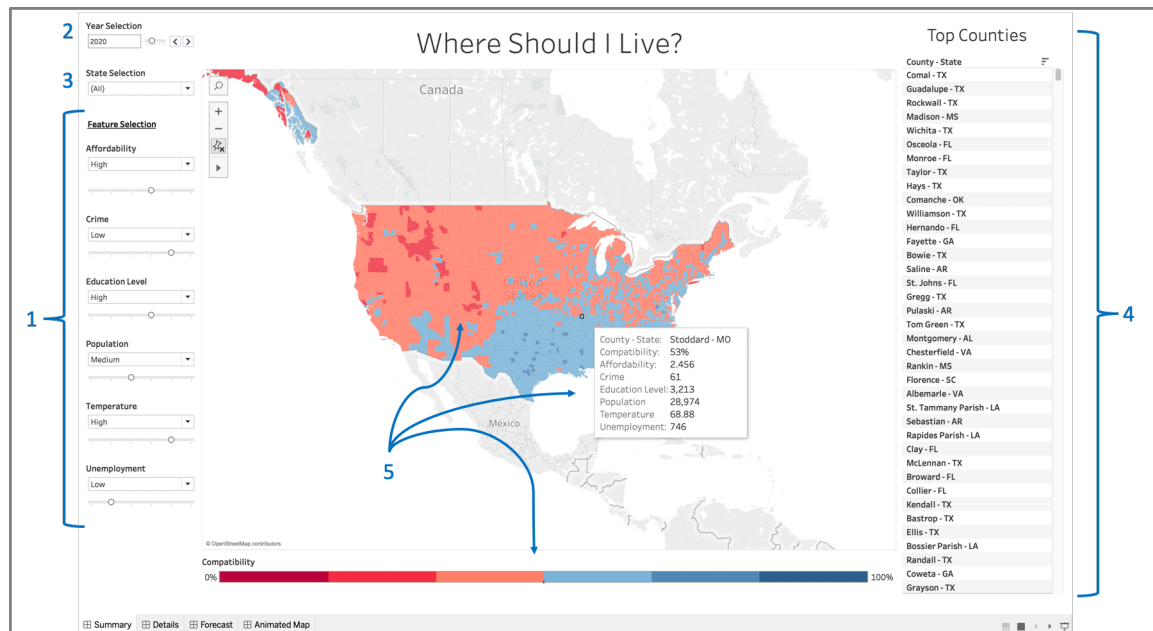 2
Year Selection
2020
3
State Selection
(All)
1
Feature Selection
Affordability
High
Crime
Low
Education Level
High
Population
Medium
Temperature
High
Unemployment
Low
Where Should I Live?
Canada
United
States
México
County - State: Stoddard - MO
Compatibility: 53%
Affordability: 2.456
Crime 61
Education Level: 3,213
Population 28,974
Temperature 68.88
Unemployment: 746
5
© OpenStreetMap contributors
Compatibility
0% 100%
Top Counties
County - State
Comal - TX
Guadalupe - TX
Rockwall - TX
Madison - MS
Wichita - TX
Osceola - FL
Monroe - FL
Taylor - TX
Hays - TX
Comanche - OK
Williamson - TX
Hernando - FL
Fayette - GA
Bowie - TX
Saline - AR
St. Johns - FL
Gregg - TX
Pulaski - AR
Tom Green - TX
Montgomery - AL
Chesterfield - VA
Rankin - MS
Florence - SC
Albemarle - VA
St. Tammany Parish - LA
Sebastian - AR
Rapides Parish - LA
Clay - FL
McLennan - TX
Broward - FL
Collier - FL
Kendall - TX
Bastrop - TX
Ellis - TX
Bossier Parish - LA
Randall - TX
Coweta - GA
Grayson - TX
4
Summary Details Forecast Animated Map